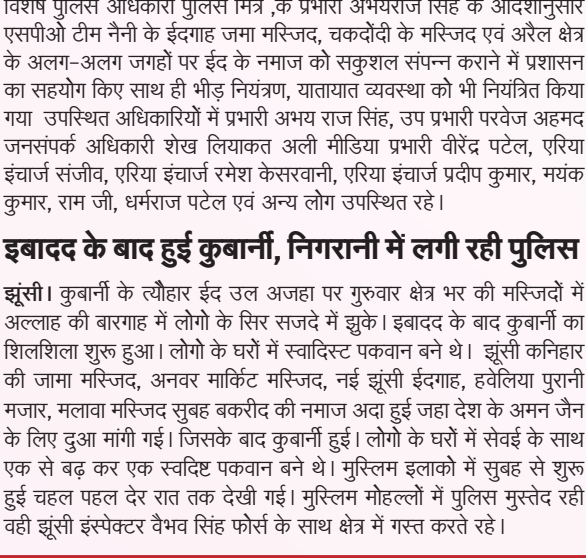 विशेष पुलिस अधिकारी पुलिस मित्र ,के प्रभारी अभयराज सिंह के आदेशानुसार
एसपीओ टीम नैनी के ईदगाह जमा मस्जिद, चकदोंदी के मस्जिद एवं अरैल क्षेत्र
के अलग-अलग जगहों पर ईद के नमाज को सकुशल संपन्न कराने में प्रशासन
का सहयोग किए साथ ही भीड़ नियंत्रण, यातायात व्यवस्था को भी नियंत्रित किया
गया उपस्थित अधिकारियों में प्रभारी अभय राज सिंह, उप प्रभारी परवेज अहमद
जनसंपर्क अधिकारी शेख लियाकत अली मीडिया प्रभारी वीरेंद्र पटेल, एरिया
इंचार्ज संजीव, एरिया इंचार्ज रमेश केसरवानी, एरिया इंचार्ज प्रदीप कुमार, मयंक
कुमार, राम जी, धर्मराज पटेल एवं अन्य लोग उपस्थित रहे।
इबादद के बाद हुई कुबार्नी, निगरानी में लगी रही पुलिस
झूंसी। कुबार्नी के त्यौहार ईद उल अजहा पर गुरुवार क्षेत्र भर की मस्जिदों में
अल्लाह की बारगाह में लोगो के सिर सजदे में झुके। इबादद के बाद कुबार्नी का
शिलशिला शुरू हुआ। लोगो के घरों में स्वादिस्ट पकवान बने थे। झूंसी कनिहार
की जामा मस्जिद, अनवर मार्किट मस्जिद, नई झूंसी ईदगाह, हवेलिया पुरानी
मजार, मलावा मस्जिद सुबह बकरीद की नमाज अदा हुई जहा देश के अमन जैन
के लिए दुआ मांगी गई। जिसके बाद कुबार्नी हुई। लोगो के घरों में सेवई के साथ
एक से बढ़ कर एक स्वदिष्ट पकवान बने थे। मुस्लिम इलाको में सुबह से शुरू
हुई चहल पहल देर रात तक देखी गई। मुस्लिम मोहल्लों में पुलिस मुस्तेद रही
वही झूंसी इंस्पेक्टर वैभव सिंह फोर्स के साथ क्षेत्र में गस्त करते रहे।